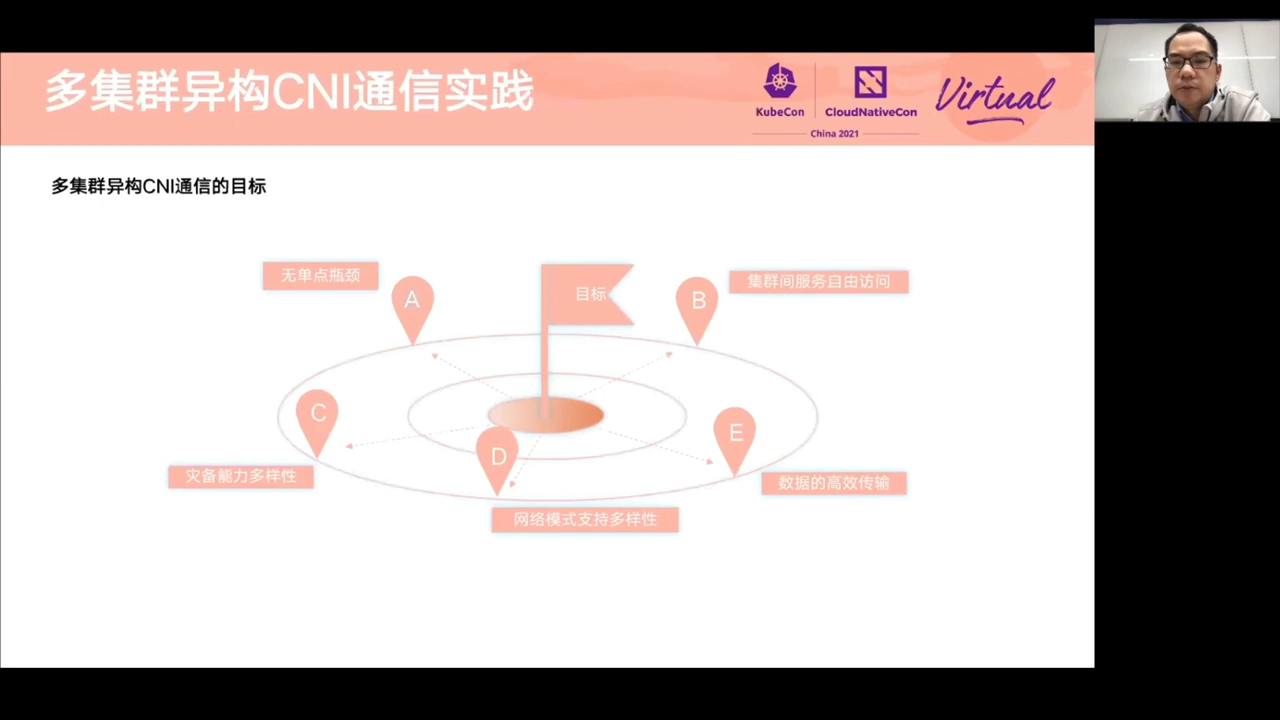 多集群异构CNI通信实践
KubeCon
CloudNativeCon
China 2021
Virtual
多集群异构CNI通信的目标
无单点瓶颈
A
目标
B
集群间服务自由访问
C
灾备能力多样性
D
网络模式支持多样性
E
数据的高效传输